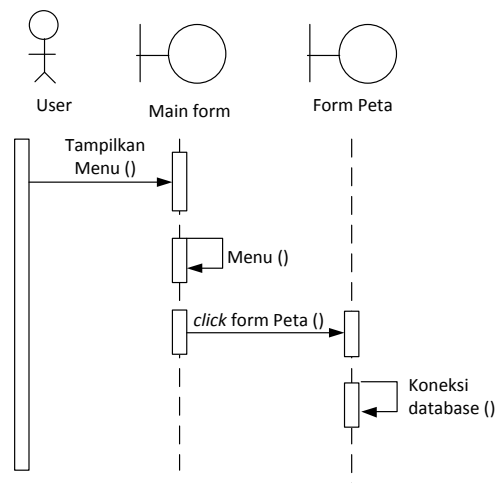 User
Main form
Form Peta
Tampilkan
Menu ()
Menu ()
click form Peta ()
Koneksi
database ()